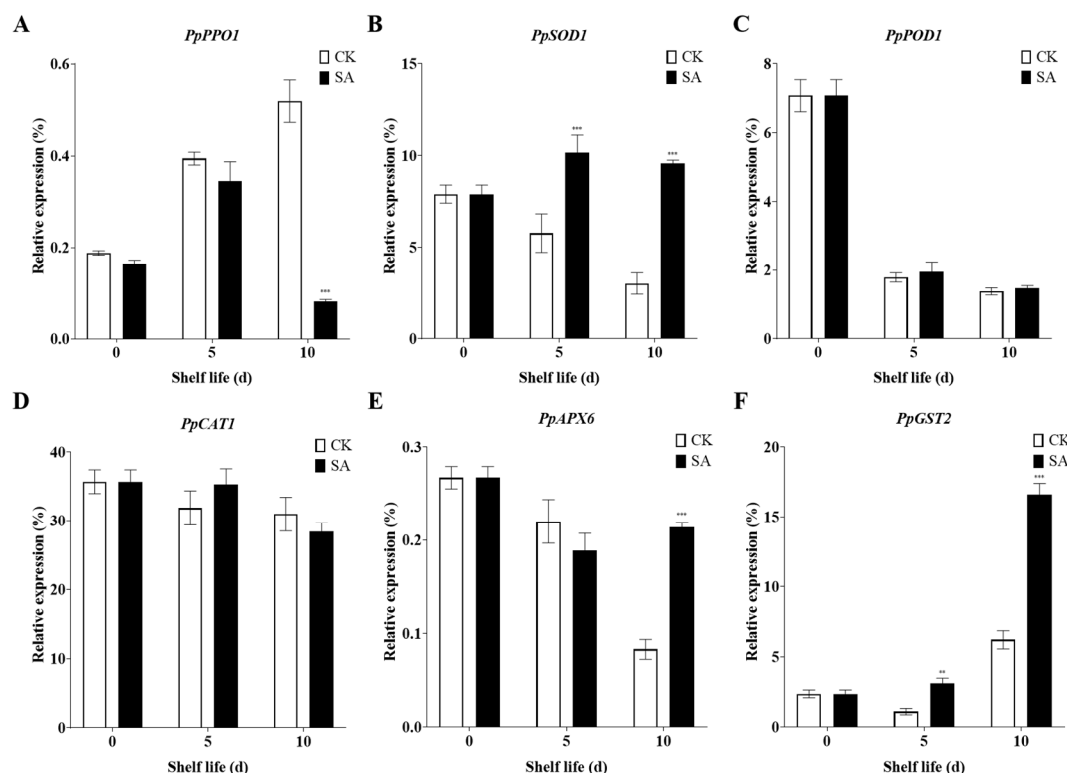 A
PpPPO1
CK
SA
Relative expression (%)
0.6
0.4
0.2
0.0
***
0 5 10
Shelf life (d)
B
PpSOD1
CK
SA
Relative expression (%)
15
10
5
0
*** ***
0 5 10
Shelf life (d)
C
PpPOD1
CK
SA
Relative expression (%)
8
6
4
2
0
0 5 10
Shelf life (d)
D
PpCAT1
CK
SA
Relative expression (%)
40
30
20
10
0
0 5 10
Shelf life (d)
E
PpAPX6
CK
SA
Relative expression (%)
0.3
0.2
0.1
0.0
***
0 5 10
Shelf life (d)
F
PpGST2
CK
SA
Relative expression (%)
20
15
10
5
0
** ***
0 5 10
Shelf life (d)